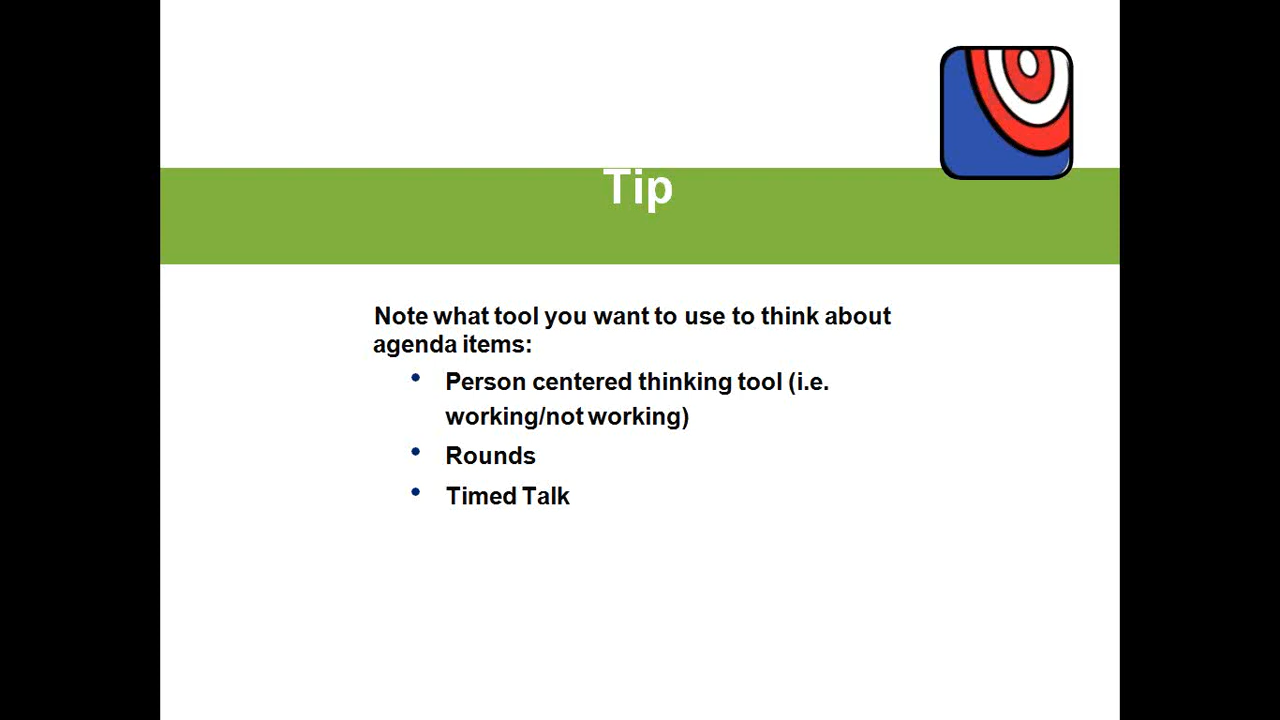 Tip
Note what tool you want to use to think about
agenda items:
• Person centered thinking tool (i.e.
working/not working)
• Rounds
• Timed Talk